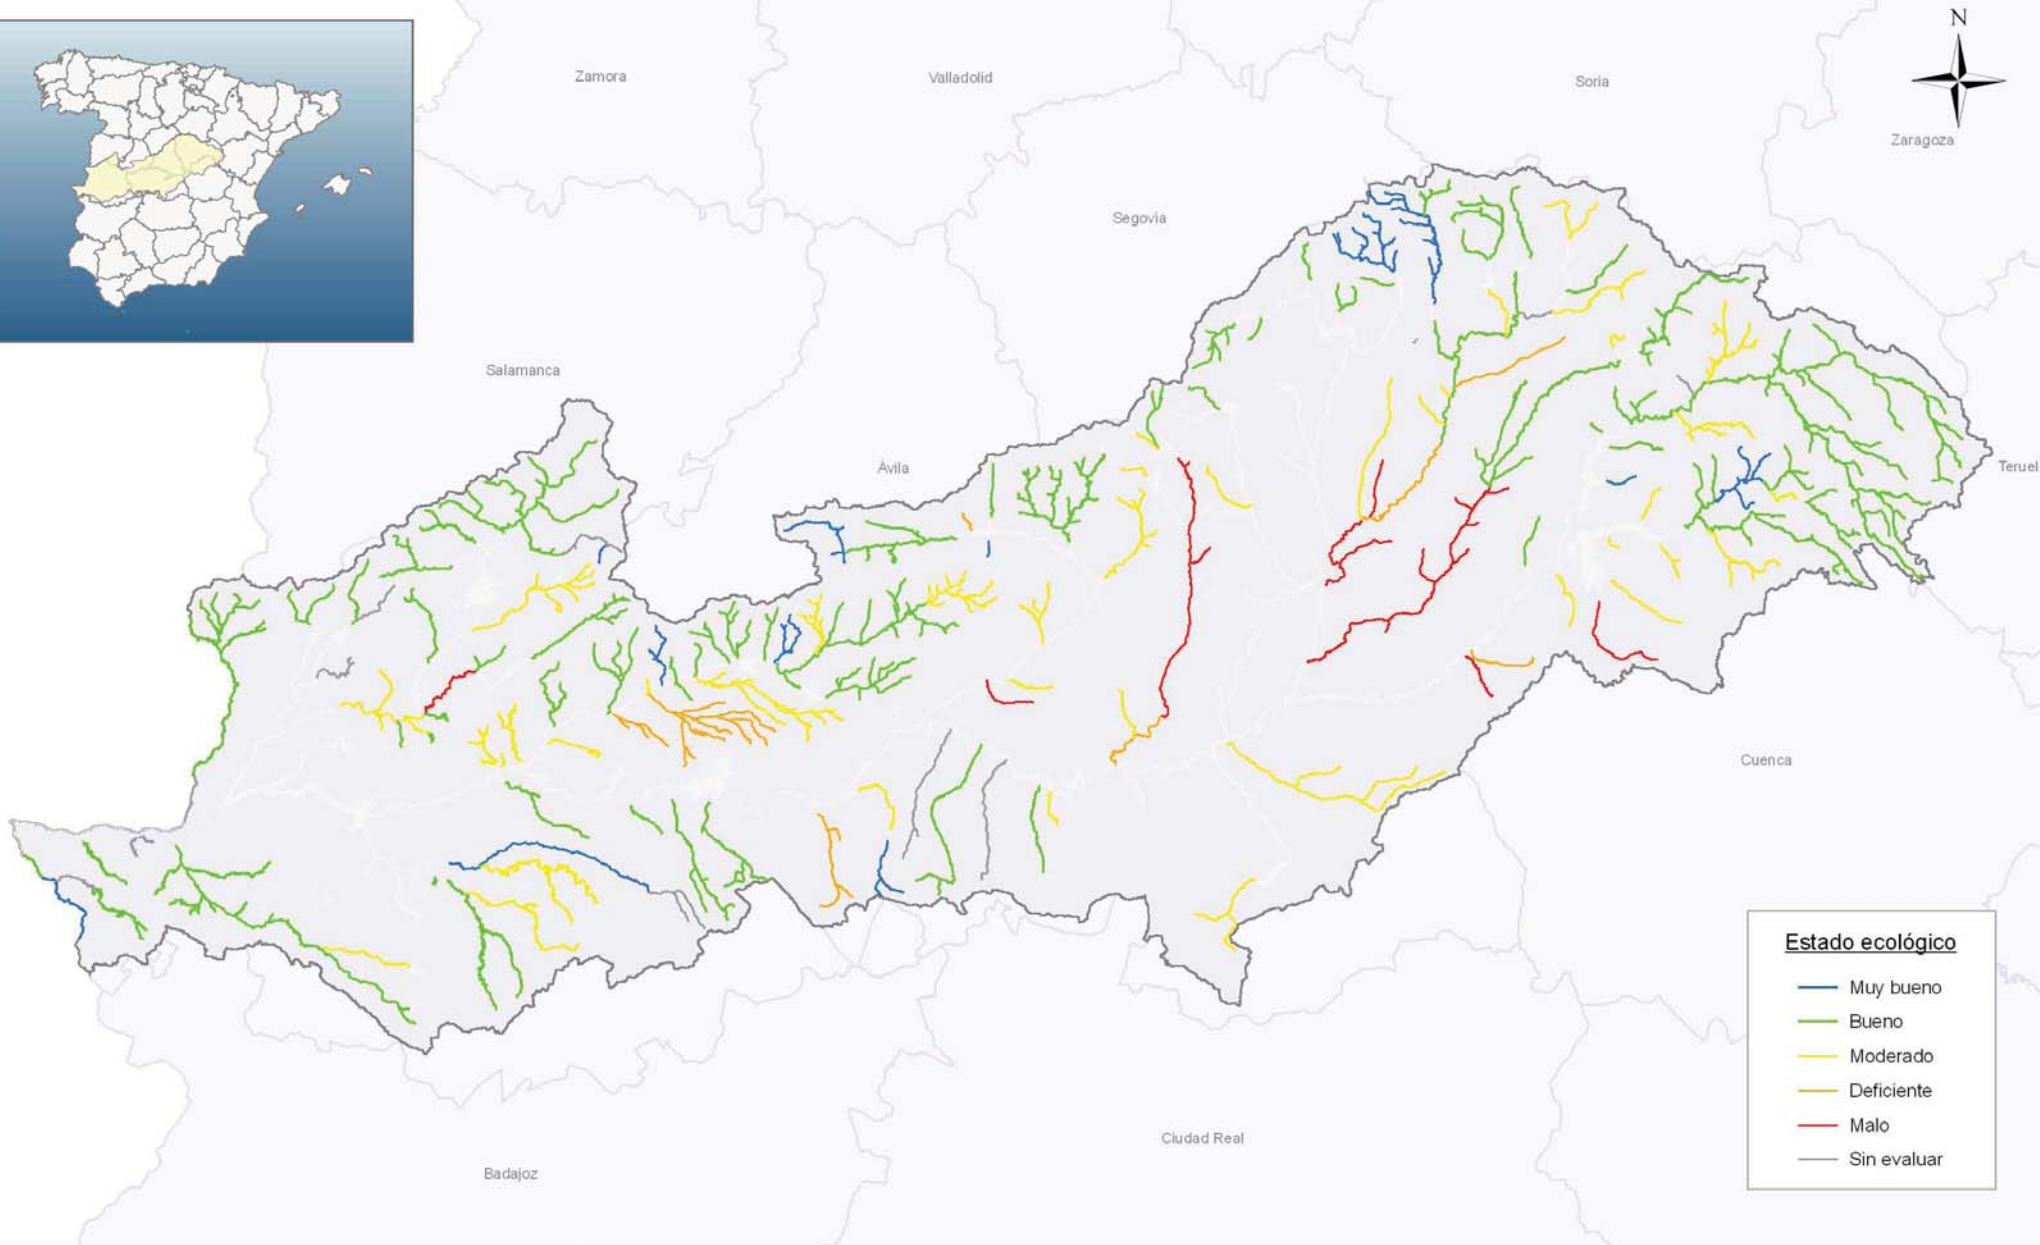 N
Zamora
Valladolid
Soria
Zaragoza
Segovia
Salamanca
Ávila
Teruel
Cuenca
Ciudad Real
Badajoz
Estado ecológico
Muy bueno
Bueno
Moderado
Deficiente
Malo
Sin evaluar